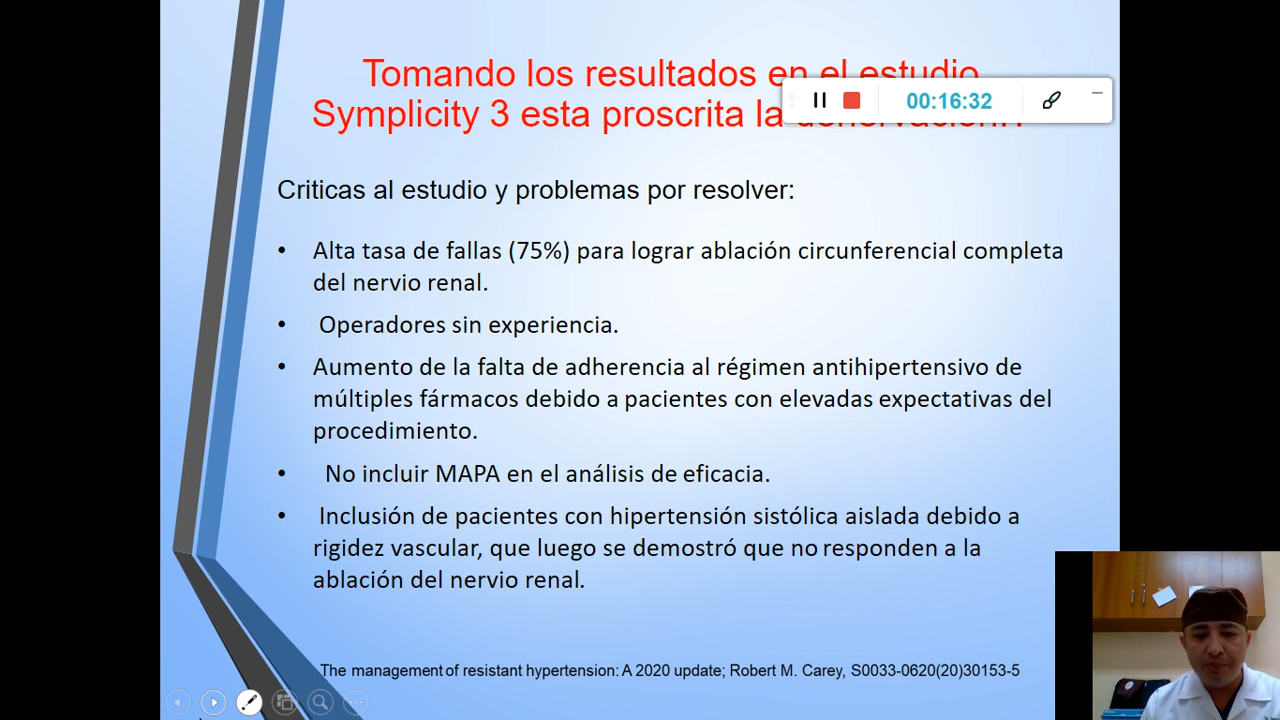 Tomando los resultados en el estudio
Symplicity 3 esta proscrita la
00:16:32
Criticas al estudio y problemas por resolver:
• Alta tasa de fallas (75%) para lograr ablación circunferencial completa
del nervio renal.
• Operadores sin experiencia.
• Aumento de la falta de adherencia al régimen antihipertensivo de
múltiples fármacos debido a pacientes con elevadas expectativas del
procedimiento.
• No incluir MAPA en el análisis de eficacia.
• Inclusión de pacientes con hipertensión sistólica aislada debido a
rigidez vascular, que luego se demostró que no responden a la
ablación del nervio renal.
The management of resistant hypertension: A 2020 update; Robert M. Carey, S0033-0620(20)30153-5